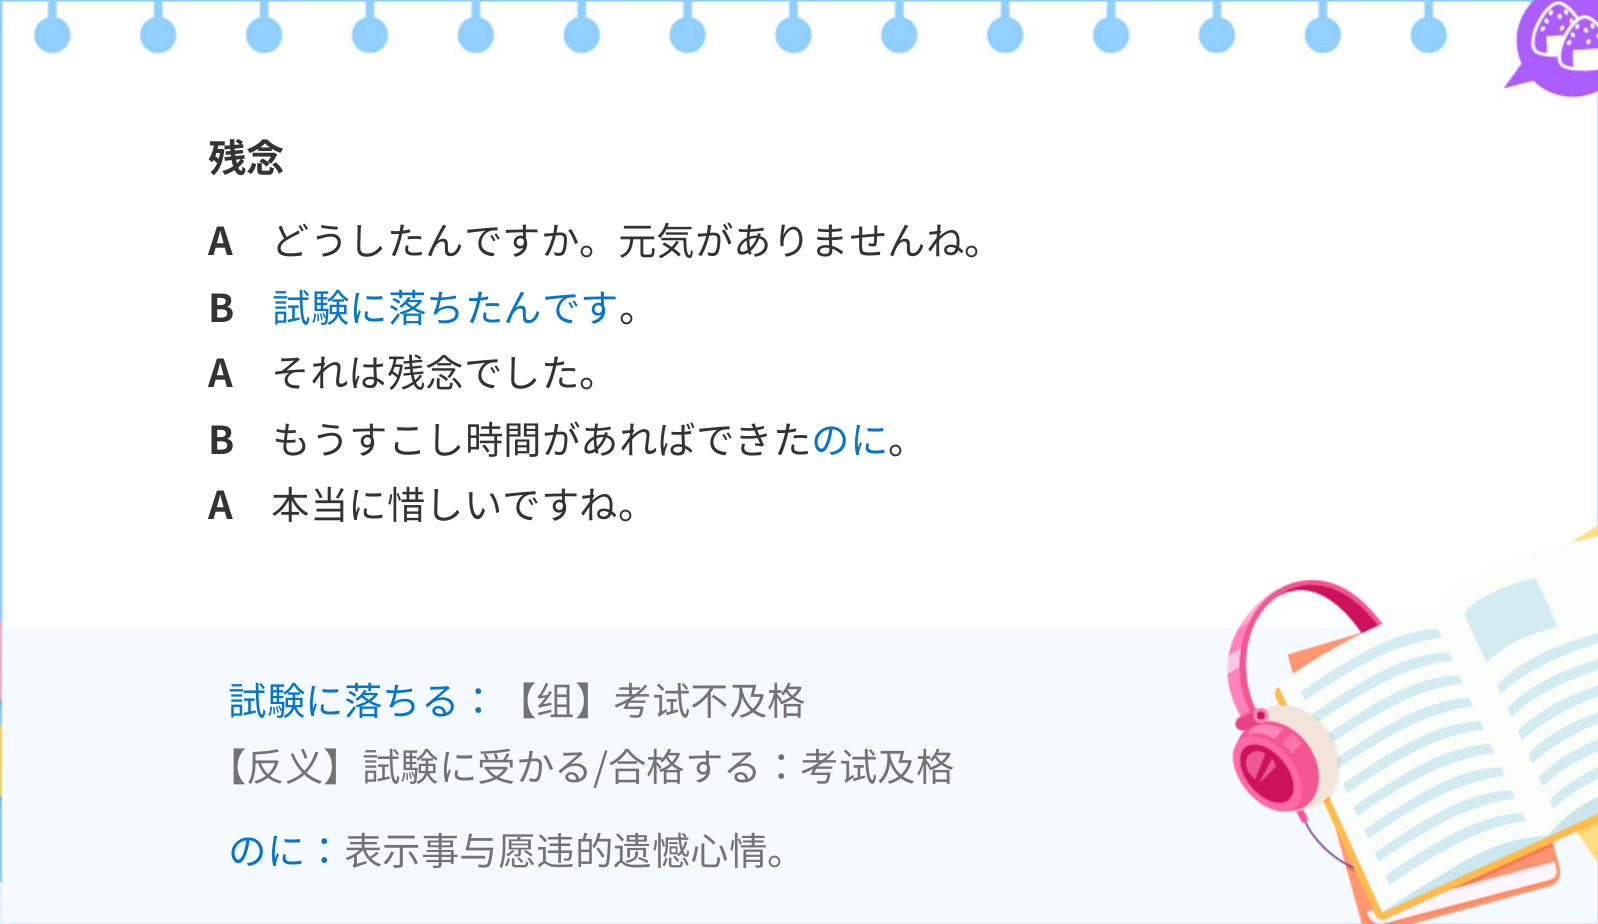 残念
A どうしたんですか。元気がありませんね。
B 試験に落ちたんです。
A それは残念でした。
B もうすこし時間があればできたのに。
A 本当に惜しいですね。
試験に落ちる：【组】考试不及格
【反义】試験に受かる/合格する：考试及格
のに：表示事与愿违的遗憾心情。